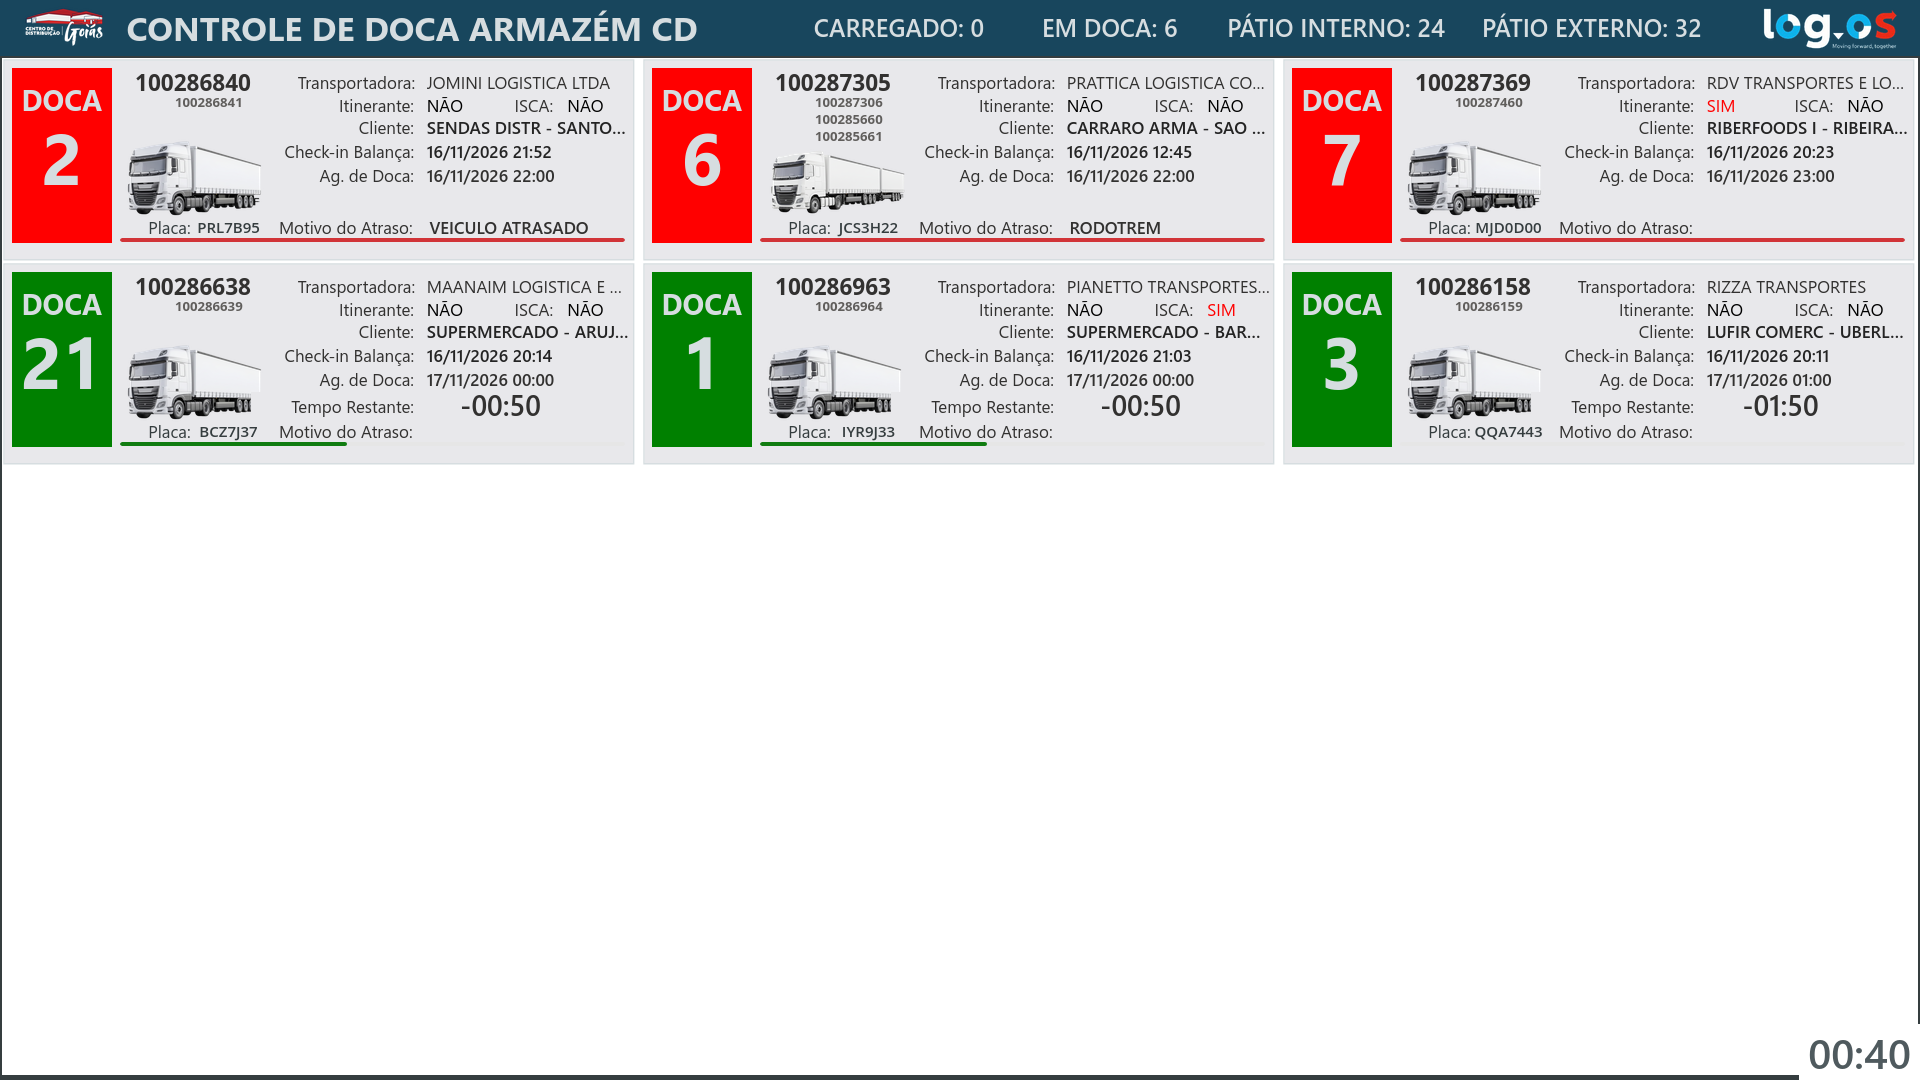 CENTRO DE DISTRIBUIÇÃO Goiás
CONTROLE DE DOCA ARMAZÉM CD
CARREGADO: 0
EM DOCA: 6
PÁTIO INTERNO: 24
PÁTIO EXTERNO: 32
log.os
Moving forward, together
DOCA
2
100286840
100286841
Transportadora: JOMINI LOGISTICA LTDA
Itinerante: NÃO ISCA: NÃO
Cliente: SENDAS DISTR - SANTO...
Check-in Balança: 16/11/2026 21:52
Ag. de Doca: 16/11/2026 22:00
Placa: PRL7B95 Motivo do Atraso: VEICULO ATRASADO
DOCA
6
100287305
100287306
100285660
100285661
Transportadora: PRATTICA LOGISTICA CO...
Itinerante: NÃO ISCA: NÃO
Cliente: CARRARO ARMA - SAO ...
Check-in Balança: 16/11/2026 12:45
Ag. de Doca: 16/11/2026 22:00
Placa: JCS3H22 Motivo do Atraso: RODOTREM
DOCA
7
100287369
100287460
Transportadora: RDV TRANSPORTES E LO...
Itinerante: SIM ISCA: NÃO
Cliente: RIBERFOODS I - RIBEIRA...
Check-in Balança: 16/11/2026 20:23
Ag. de Doca: 16/11/2026 23:00
Placa: MJD0D00 Motivo do Atraso:
DOCA
21
100286638
100286639
Transportadora: MAANAIM LOGISTICA E ...
Itinerante: NÃO ISCA: NÃO
Cliente: SUPERMERCADO - ARUJ...
Check-in Balança: 16/11/2026 20:14
Ag. de Doca: 17/11/2026 00:00
Tempo Restante: -00:50
Placa: BCZ7J37 Motivo do Atraso:
DOCA
1
100286963
100286964
Transportadora: PIANETTO TRANSPORTES...
Itinerante: NÃO ISCA: SIM
Cliente: SUPERMERCADO - BAR...
Check-in Balança: 16/11/2026 21:03
Ag. de Doca: 17/11/2026 00:00
Tempo Restante: -00:50
Placa: IYR9J33 Motivo do Atraso:
DOCA
3
100286158
100286159
Transportadora: RIZZA TRANSPORTES
Itinerante: NÃO ISCA: NÃO
Cliente: LUFIR COMERC - UBERL...
Check-in Balança: 16/11/2026 20:11
Ag. de Doca: 17/11/2026 01:00
Tempo Restante: -01:50
Placa: QQA7443 Motivo do Atraso:
00:40